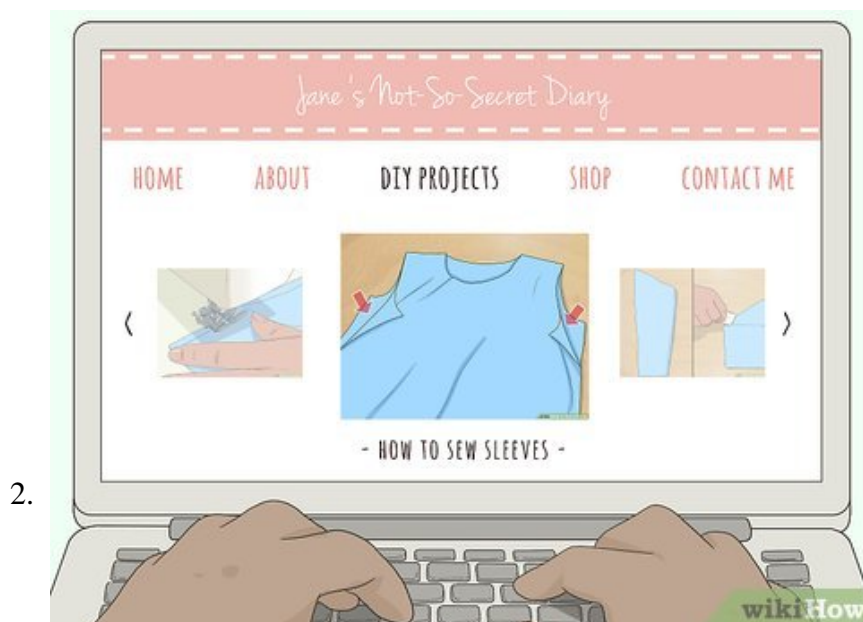 Jane's Not-So-Secret Diary
HOME ABOUT DIY PROJECTS SHOP CONTACT ME
- HOW TO SEW SLEEVES -
2.
wikiHow